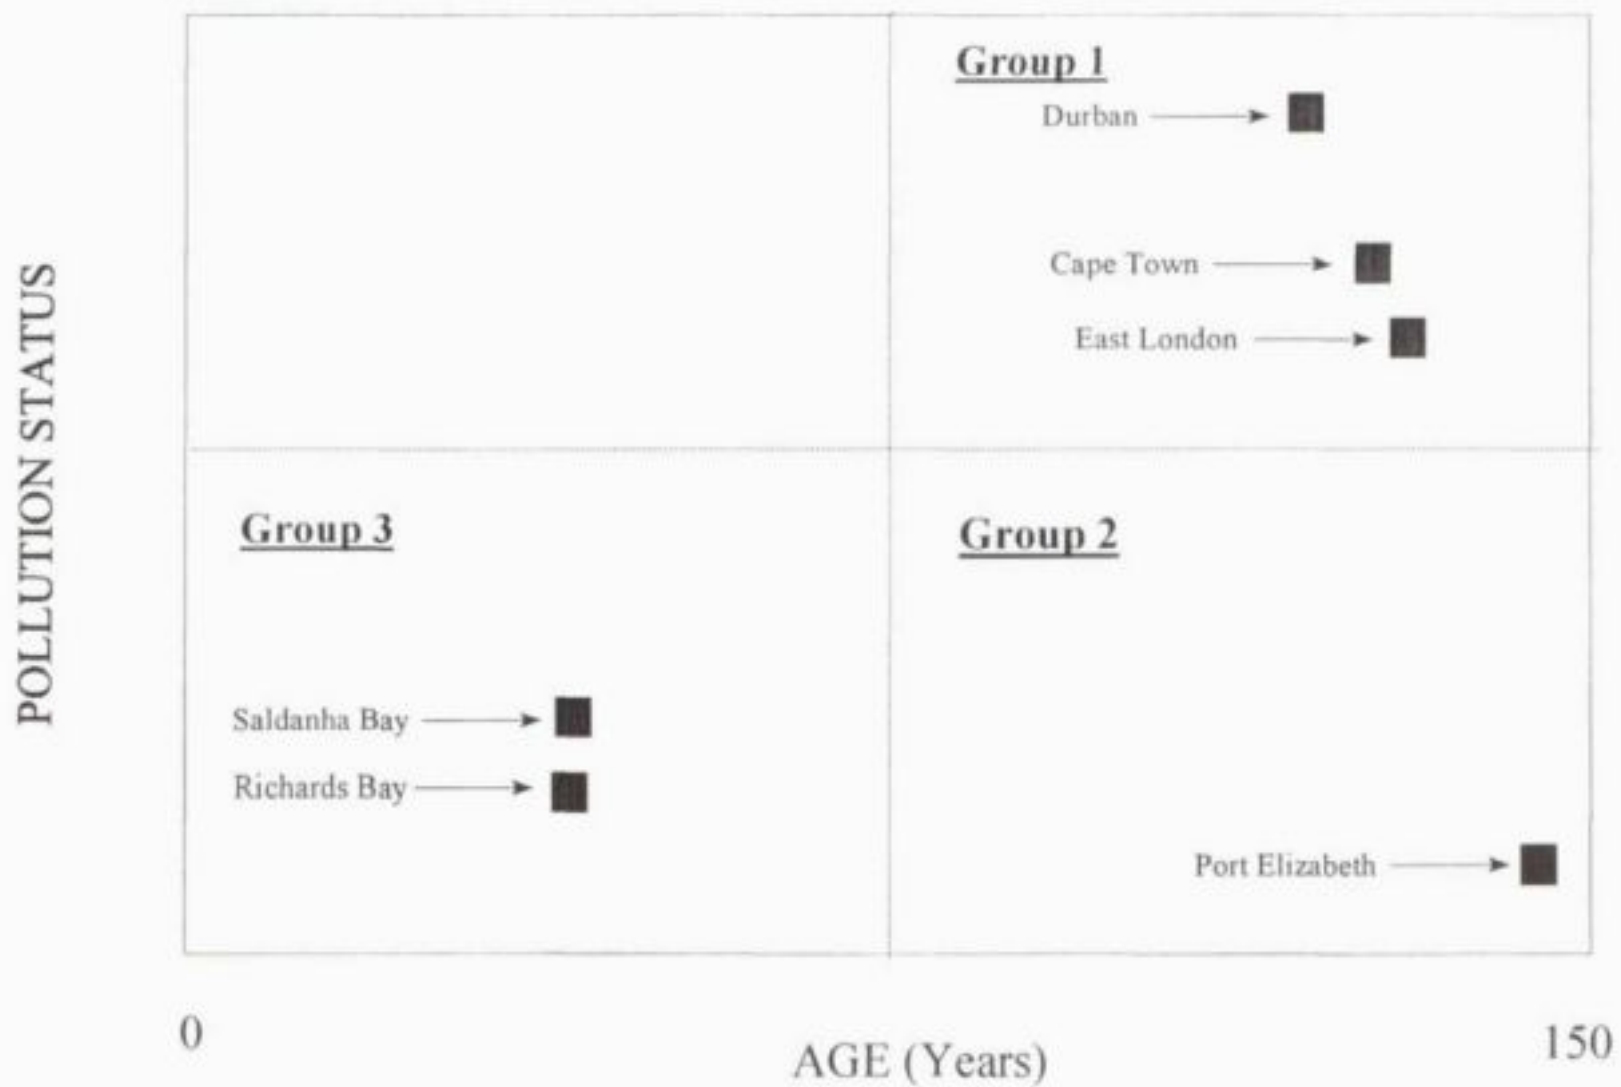 Group 1
Durban
Cape Town
East London
POLLUTION STATUS
Group 3
Group 2
Saldanha Bay
Richards Bay
Port Elizabeth
0
150
AGE (Years)